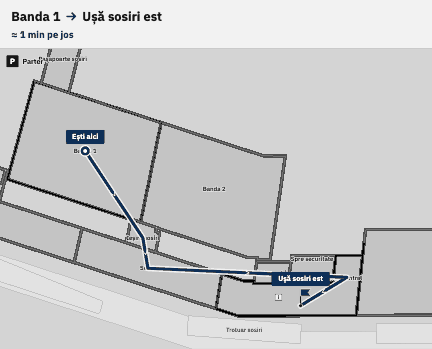 Banda 1 → Ușă sosiri est
≈ 1 min pe jos
P Parter
Pașapoarte sosiri
Ești aici
Banda 2
Spre securitate
Ușă sosiri est
Trotuar sosiri